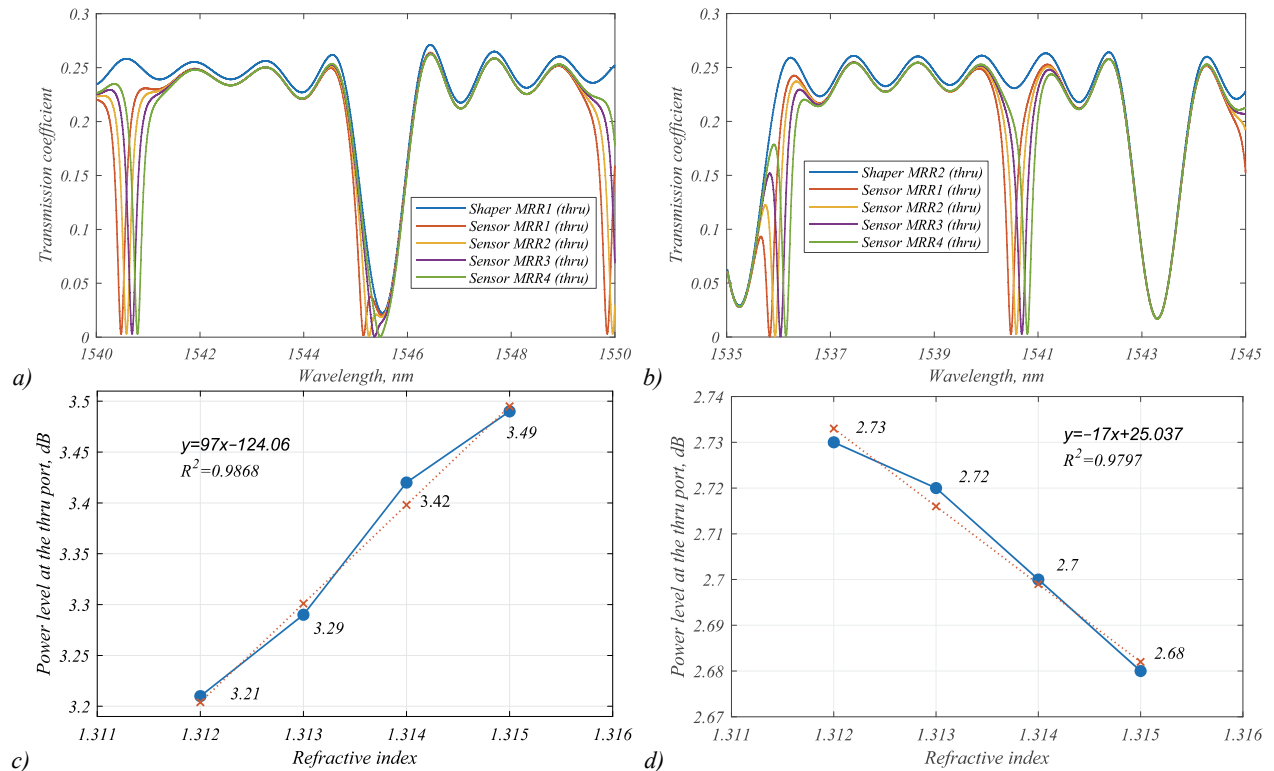 0.3
0.25
0.2
0.15
0.1
0.05
0
Transmission coefficient
Shaper MRR1 (thru)
Sensor MRR1 (thru)
Sensor MRR2 (thru)
Sensor MRR3 (thru)
Sensor MRR4 (thru)
1540 1542 1544 1546 1548 1550
Wavelength, nm
a)
0.3
0.25
0.2
0.15
0.1
0.05
0
Transmission coefficient
Shaper MRR2 (thru)
Sensor MRR1 (thru)
Sensor MRR2 (thru)
Sensor MRR3 (thru)
Sensor MRR4 (thru)
1535 1537 1539 1541 1543 1545
Wavelength, nm
b)
3.5
3.45
3.4
3.35
3.3
3.25
3.2
Power level at the thru port, dB
y=97x−124.06
R2=0.9868
3.49
3.42
3.29
3.21
1.311 1.312 1.313 1.314 1.315 1.316
Refractive index
c)
2.74
2.73
2.72
2.71
2.7
2.69
2.68
2.67
Power level at the thru port, dB
y=−17x+25.037
R2=0.9797
2.73
2.72
2.7
2.68
1.311 1.312 1.313 1.314 1.315 1.316
Refractive index
d)